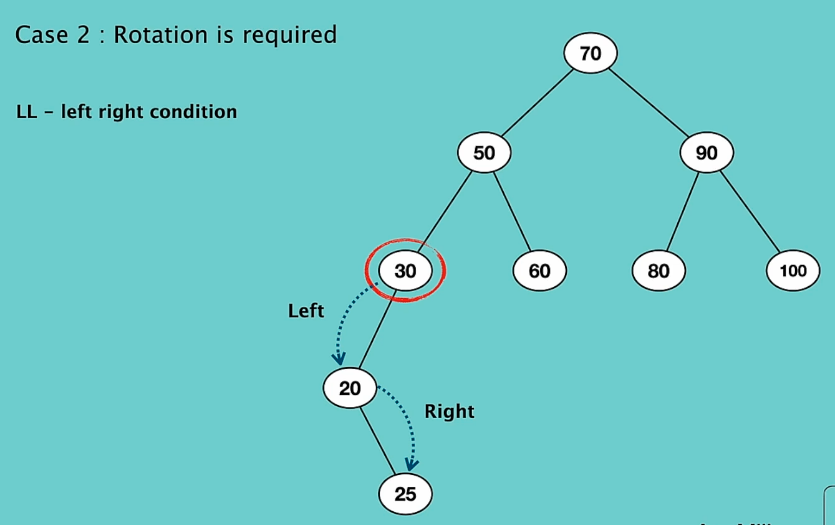 Case 2 : Rotation is required
70
LL – left right condition
50
90
30
60
80
100
Left
20
Right
25